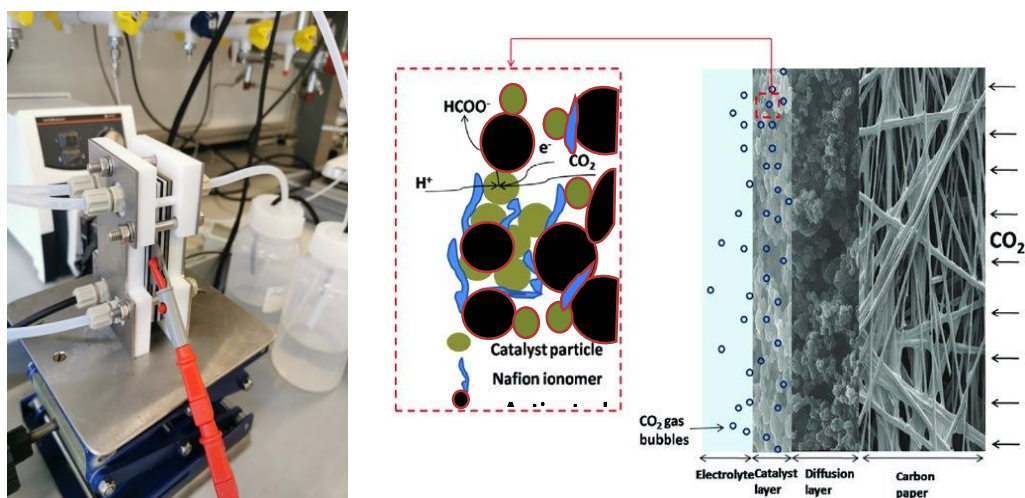 HCOO⁻
e⁻
CO₂
H⁺
Catalyst particle
Nafion ionomer
CO₂
CO₂ gas
bubbles
Electrolyte
Catalyst
layer
Diffusion
layer
Carbon
paper